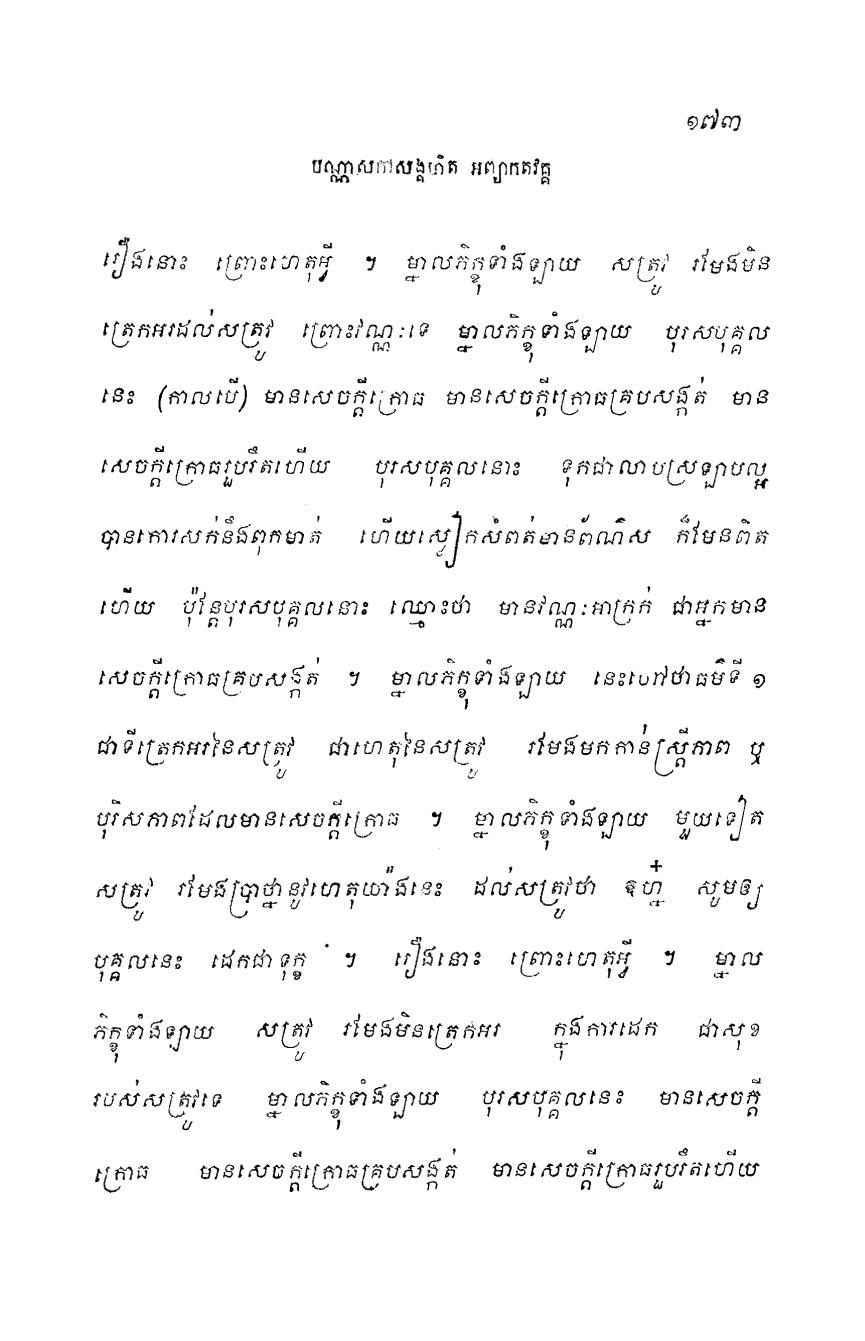 ១៧៣
បណ្ណាសកាសង្គហិត អព្យាកតវគ្គ
រឿងនោះ ព្រោះហេតុអ្វី ។ ម្នាលភិក្ខុទាំងឡាយ សត្រូវ រមែងមិន
ត្រេកអរដល់សត្រូវ ព្រោះវណ្ណៈទេ ម្នាលភិក្ខុទាំងឡាយ បុរសបុគ្គល
នេះ (កាលបើ) មានសេចក្តីក្រោធ មានសេចក្តីក្រោធគ្របសង្កត់ មាន
សេចក្តីក្រោធរួបរឹតហើយ បុរសបុគ្គលនោះ ទុកជាលាបស្រឡាបល្អ
បានកោរសក់នឹងពុកមាត់ ហើយស្លៀកសំពត់មានព័ណ៌ស ក៏មែនពិត
ហើយ ប៉ុន្តែបុរសបុគ្គលនោះ ឈ្មោះថា មានវណ្ណៈអាក្រក់ ជាអ្នកមាន
សេចក្តីក្រោធគ្របសង្កត់ ។ ម្នាលភិក្ខុទាំងឡាយ នេះហៅថាធម៌ទី ១
ជាទីត្រេកអរនៃសត្រូវ ជាហេតុនៃសត្រូវ រមែងមកកាន់ស្ត្រីភាព ឬ
បុរិសភាពដែលមានសេចក្តីក្រោធ ។ ម្នាលភិក្ខុទាំងឡាយ មួយទៀត
សត្រូវ រមែងប្រាថ្នានូវហេតុយ៉ាងនេះ ដល់សត្រូវថា ឱហ្ន៎ សូមឲ្យ
បុគ្គលនេះ ដេកជាទុក្ខ ។ រឿងនោះ ព្រោះហេតុអ្វី ។ ម្នាល
ភិក្ខុទាំងឡាយ សត្រូវ រមែងមិនត្រេកអរ ក្នុងការដេក ជាសុខ
របស់សត្រូវទេ ម្នាលភិក្ខុទាំងឡាយ បុរសបុគ្គលនេះ មានសេចក្តី
ក្រោធ មានសេចក្តីក្រោធគ្របសង្កត់ មានសេចក្តីក្រោធរួបរឹតហើយ